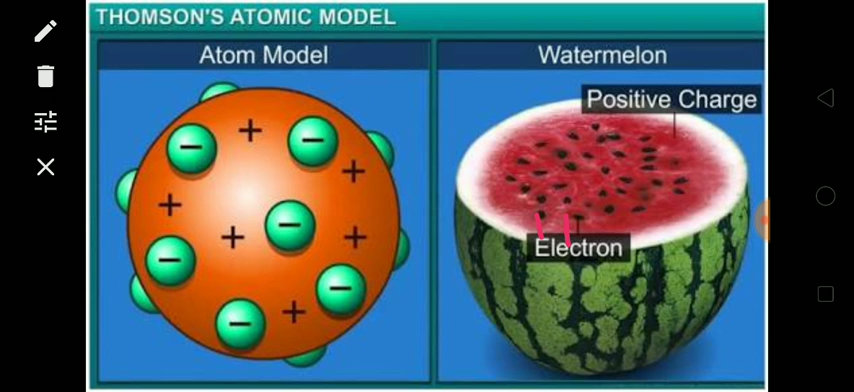 THOMSON'S ATOMIC MODEL
Atom Model
Watermelon
Positive Charge
Electron